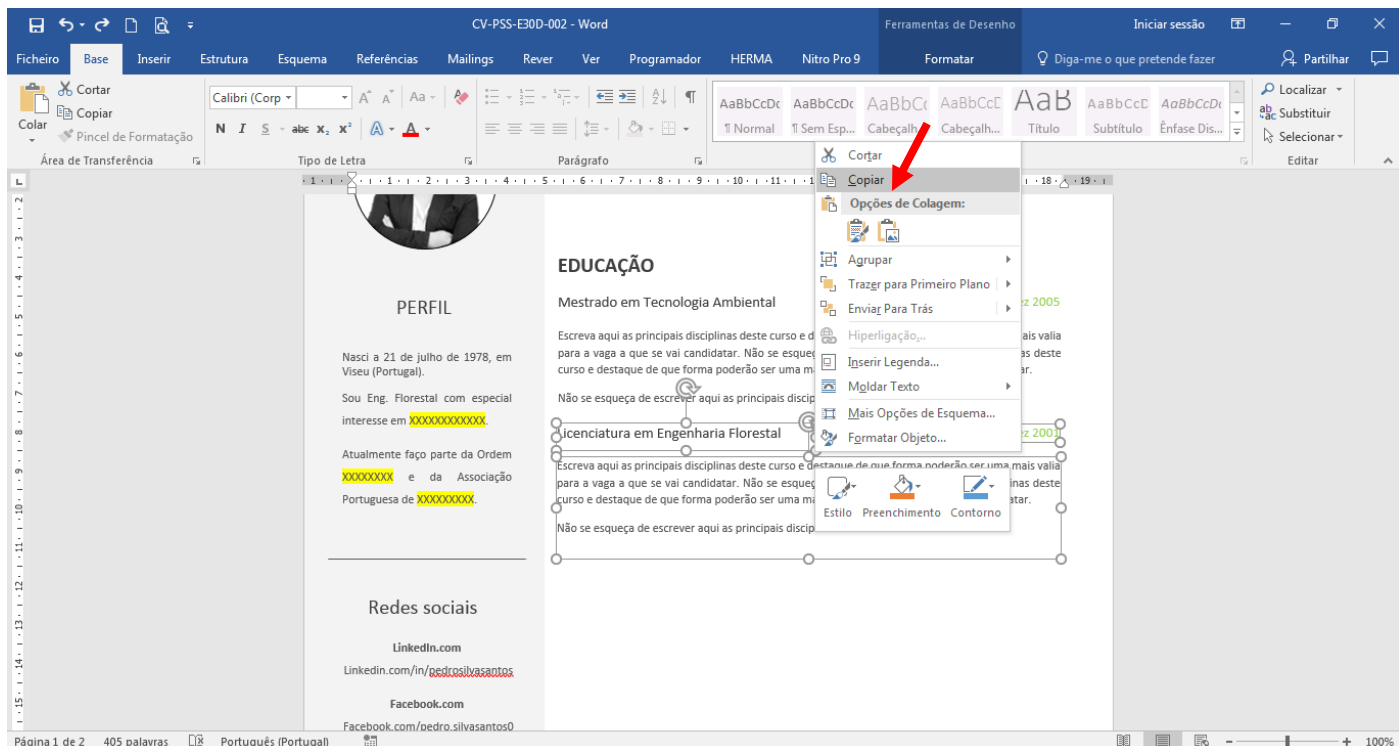 CV-PSS-E30D-002 - Word
Ferramentas de Desenho
Iniciar sessão
Ficheiro Base Inserir Estrutura Esquema Referências Mailings Rever Ver Programador HERMA Nitro Pro 9 Formatar Diga-me o que pretende fazer Partilhar
Colar
Cortar
Copiar
Pincel de Formatação
Área de Transferência
Calibri (Corp
A A Aa
N I S abc x₂ x² A A
Tipo de Letra
Parágrafo
AaBbCcDc AaBbCcDc AaBbCc AaBbCcD AaB AaBbCcD AaBbCcDc
¶ Normal ¶ Sem Esp... Cabeçalh... Cabeçalh... Título Subtítulo Ênfase Dis...
Localizar
Substituir
Selecionar
Editar
Cortar
Copiar
Opções de Colagem:
Agrupar
Trazer para Primeiro Plano
Enviar Para Trás
Hiperligação...
Inserir Legenda...
Moldar Texto
Mais Opções de Esquema...
Formatar Objeto...
Estilo Preenchimento Contorno
PERFIL
Nasci a 21 de julho de 1978, em
Viseu (Portugal).
Sou Eng. Florestal com especial
interesse em XXXXXXXXXXXX.
Atualmente faço parte da Ordem
XXXXXXXX e da Associação
Portuguesa de XXXXXXXXX.
Redes sociais
LinkedIn.com
Linkedin.com/in/pedrosilvasantos
Facebook.com
Facebook.com/pedro.silvasantos0
EDUCAÇÃO
Mestrado em Tecnologia Ambiental
2005
Escreva aqui as principais disciplinas deste curso e d ais valia
para a vaga a que se vai candidatar. Não se esque as deste
curso e destaque de que forma poderão ser uma m ar.
Não se esqueça de escrever aqui as principais discip
Licenciatura em Engenharia Florestal
2001
Escreva aqui as principais disciplinas deste curso e destaque de que forma poderão ser uma mais valia
para a vaga a que se vai candidatar. Não se esqueç inas deste
curso e destaque de que forma poderão ser uma ma atar.
Não se esqueça de escrever aqui as principais discip
Página 1 de 2 405 palavras Português (Portugal) 100%